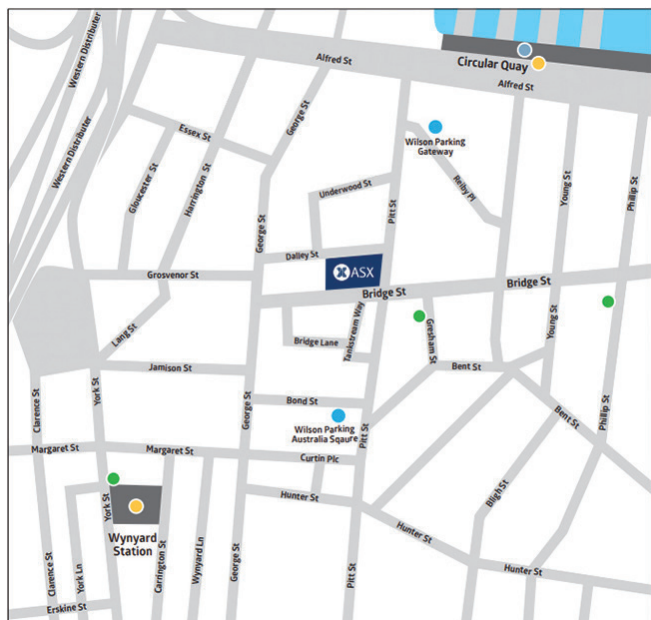 Western Distributer
Western Distributer
Alfred St
Circular Quay
Alfred St
George St
Essex St
Wilson Parking
Gateway
Gloucester St
Harrington St
Underwood St
Reiby Pl
Pitt St
Young St
Phillip St
George St
Dalley St
ASX
Grosvenor St
Bridge St
Bridge St
Lang St
Tankstream Way
Bridge Lane
Gresham St
Young St
Jamison St
Bent St
Clarence St
York St
George St
Bond St
Wilson Parking
Australia Sqaure
Pitt St
Bent St
Phillip St
Margaret St
Margaret St
Curtin Plc
York St
Hunter St
Bligh St
Wynyard
Station
Hunter St
Clarence St
York Ln
Carrington St
Wynyard Ln
George St
Pitt St
Hunter St
Erskine St